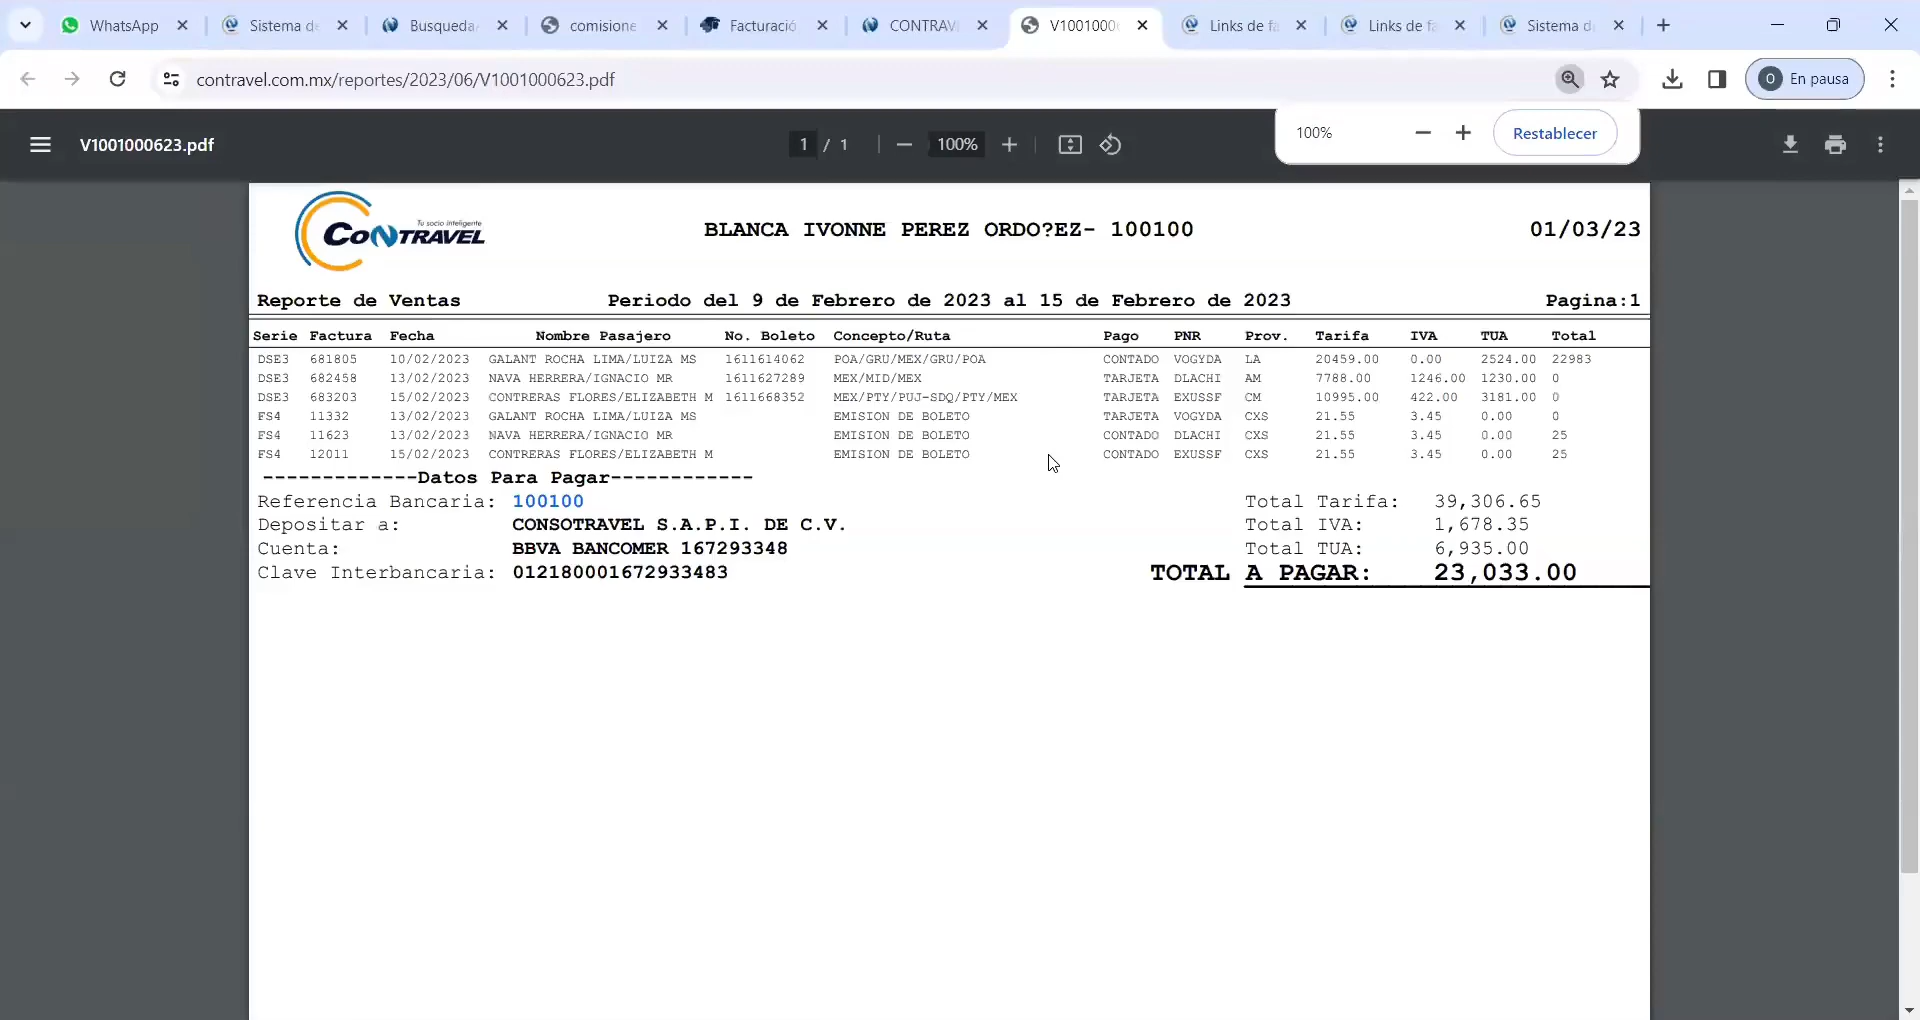 WhatsApp Sistema de Busqueda comisione Facturació CONTRAV V1001000 Links de fa Links de fa Sistema d
contravel.com.mx/reportes/2023/06/V1001000623.pdf O En pausa
100% Restablecer
V1001000623.pdf 1 / 1 100%
Tu socio inteligente
CONTRAVEL
BLANCA IVONNE PEREZ ORDO?EZ- 100100 01/03/23
Reporte de Ventas Periodo del 9 de Febrero de 2023 al 15 de Febrero de 2023 Pagina:1
Serie Factura Fecha Nombre Pasajero No. Boleto Concepto/Ruta Pago PNR Prov. Tarifa IVA TUA Total
DSE3 681805 10/02/2023 GALANT ROCHA LIMA/LUIZA MS 1611614062 POA/GRU/MEX/GRU/POA CONTADO VOGYDA LA 20459.00 0.00 2524.00 22983
DSE3 682458 13/02/2023 NAVA HERRERA/IGNACIO MR 1611627289 MEX/MID/MEX TARJETA DLACHI AM 7788.00 1246.00 1230.00 0
DSE3 683203 15/02/2023 CONTRERAS FLORES/ELIZABETH M 1611668352 MEX/PTY/PUJ-SDQ/PTY/MEX TARJETA EXUSSF CM 10995.00 422.00 3181.00 0
FS4 11332 13/02/2023 GALANT ROCHA LIMA/LUIZA MS EMISION DE BOLETO TARJETA VOGYDA CXS 21.55 3.45 0.00 0
FS4 11623 13/02/2023 NAVA HERRERA/IGNACIO MR EMISION DE BOLETO CONTADO DLACHI CXS 21.55 3.45 0.00 25
FS4 12011 15/02/2023 CONTRERAS FLORES/ELIZABETH M EMISION DE BOLETO CONTADO EXUSSF CXS 21.55 3.45 0.00 25
-------------Datos Para Pagar------------
Referencia Bancaria: 100100 Total Tarifa: 39,306.65
Depositar a: CONSOTRAVEL S.A.P.I. DE C.V. Total IVA: 1,678.35
Cuenta: BBVA BANCOMER 167293348 Total TUA: 6,935.00
Clave Interbancaria: 012180001672933483 TOTAL A PAGAR: 23,033.00